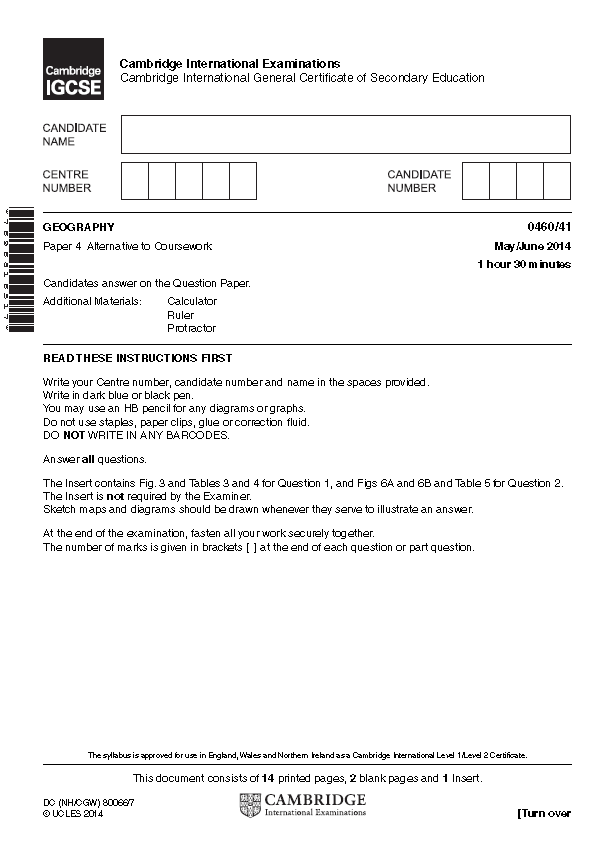 Cambridge
IGCSE
Cambridge International Examinations
Cambridge International General Certificate of Secondary Education
CANDIDATE
NAME
CENTRE
NUMBER
CANDIDATE
NUMBER
GEOGRAPHY 0460/41
Paper 4 Alternative to Coursework May/June 2014
1 hour 30 minutes
Candidates answer on the Question Paper.
Additional Materials: Calculator
Ruler
Protractor
READ THESE INSTRUCTIONS FIRST
Write your Centre number, candidate number and name in the spaces provided.
Write in dark blue or black pen.
You may use an HB pencil for any diagrams or graphs.
Do not use staples, paper clips, glue or correction fluid.
DO NOT WRITE IN ANY BARCODES.
Answer all questions.
The Insert contains Fig. 3 and Tables 3 and 4 for Question 1, and Figs 6A and 6B and Table 5 for Question 2.
The Insert is not required by the Examiner.
Sketch maps and diagrams should be drawn whenever they serve to illustrate an answer.
At the end of the examination, fasten all your work securely together.
The number of marks is given in brackets [ ] at the end of each question or part question.
The syllabus is approved for use in England, Wales and Northern Ireland as a Cambridge International Level 1/Level 2 Certificate.
This document consists of 14 printed pages, 2 blank pages and 1 Insert.
DC (NH/CGW) 80066/7
© UCLES 2014
CAMBRIDGE
International Examinations
[Turn over